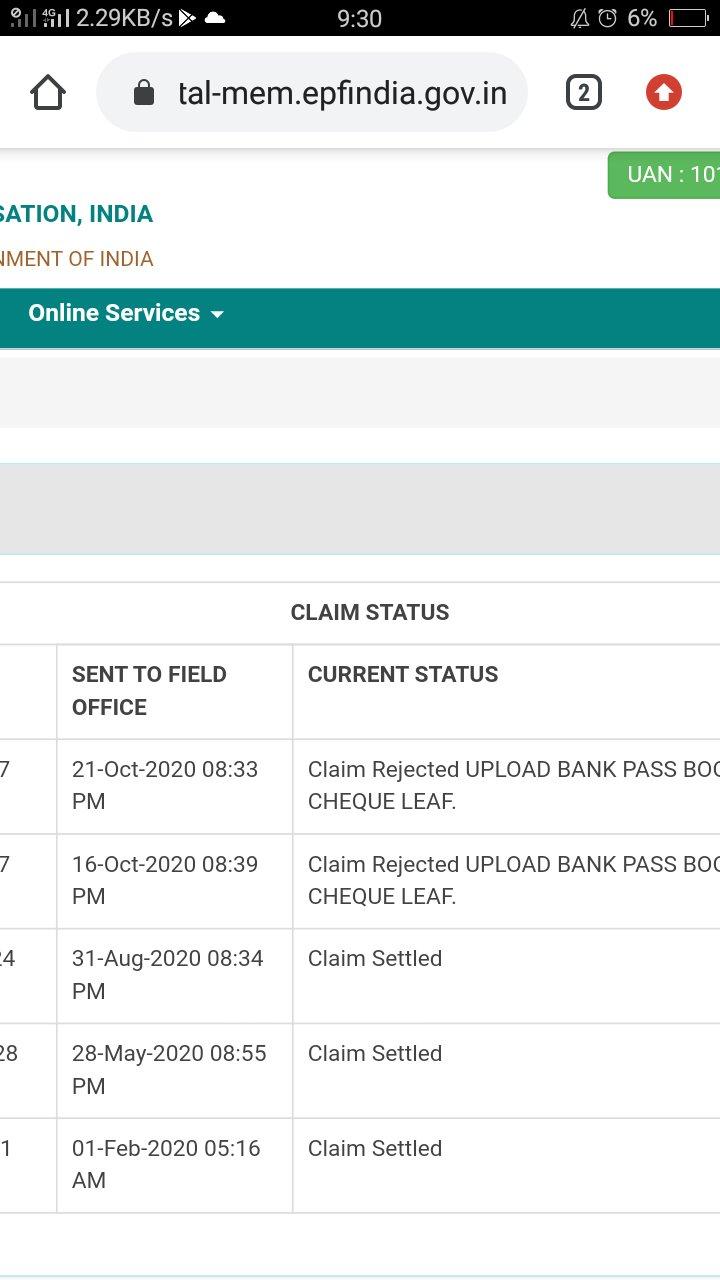 4G 2.29KB/s 9:30 6%
tal-mem.epfindia.gov.in 2
UAN : 10
SATION, INDIA
NMENT OF INDIA
Online Services
CLAIM STATUS
SENT TO FIELD
OFFICE
CURRENT STATUS
7
21-Oct-2020 08:33
PM
Claim Rejected UPLOAD BANK PASS BOO
CHEQUE LEAF.
7
16-Oct-2020 08:39
PM
Claim Rejected UPLOAD BANK PASS BOO
CHEQUE LEAF.
24
31-Aug-2020 08:34
PM
Claim Settled
28
28-May-2020 08:55
PM
Claim Settled
1
01-Feb-2020 05:16
AM
Claim Settled